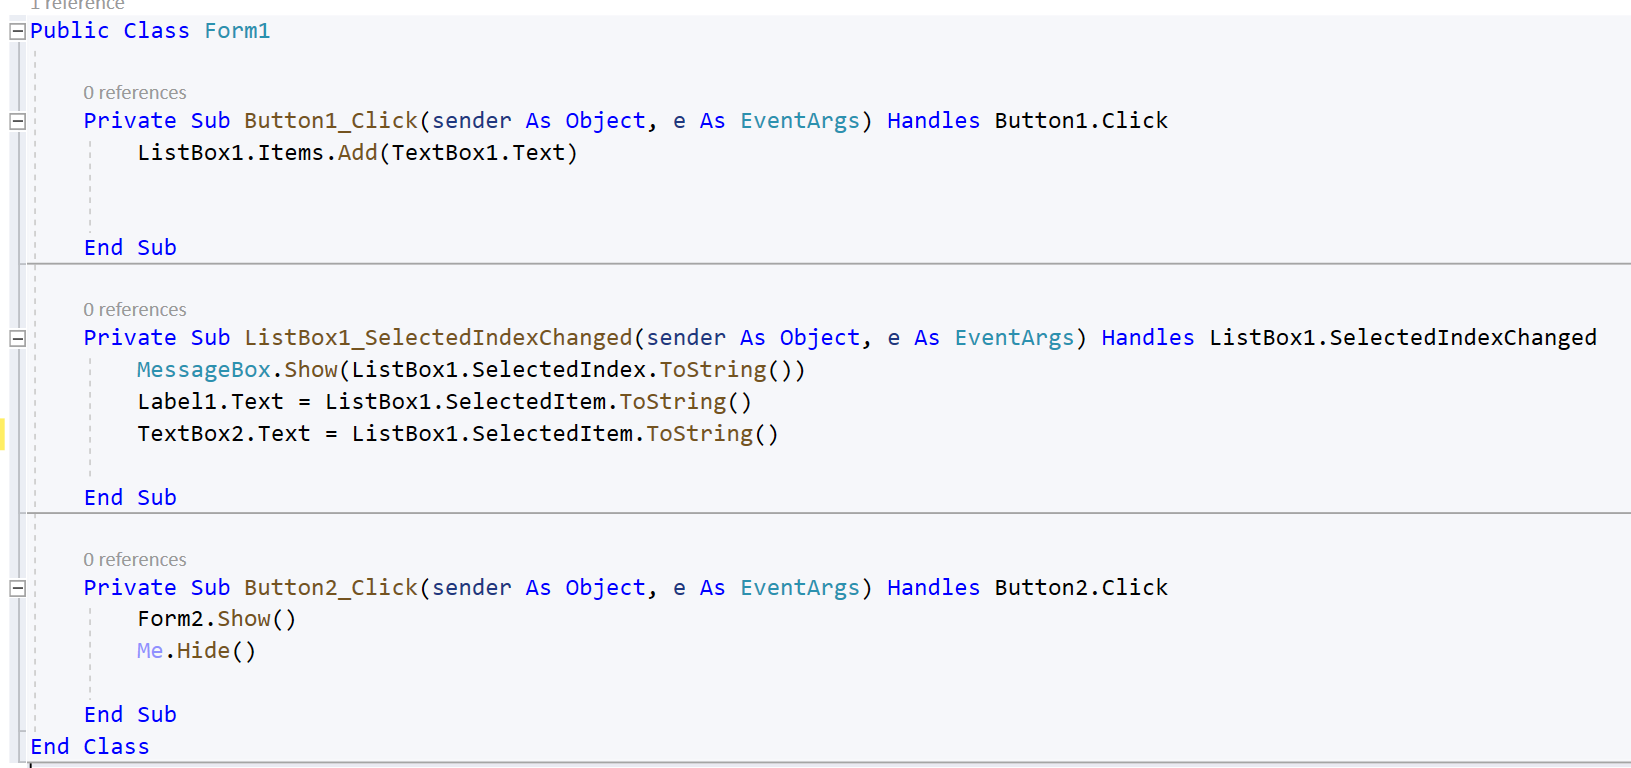 1 reference
Public Class Form1
0 references
Private Sub Button1_Click(sender As Object, e As EventArgs) Handles Button1.Click
ListBox1.Items.Add(TextBox1.Text)
End Sub
0 references
Private Sub ListBox1_SelectedIndexChanged(sender As Object, e As EventArgs) Handles ListBox1.SelectedIndexChanged
MessageBox.Show(ListBox1.SelectedIndex.ToString())
Label1.Text = ListBox1.SelectedItem.ToString()
TextBox2.Text = ListBox1.SelectedItem.ToString()
End Sub
0 references
Private Sub Button2_Click(sender As Object, e As EventArgs) Handles Button2.Click
Form2.Show()
Me.Hide()
End Sub
End Class